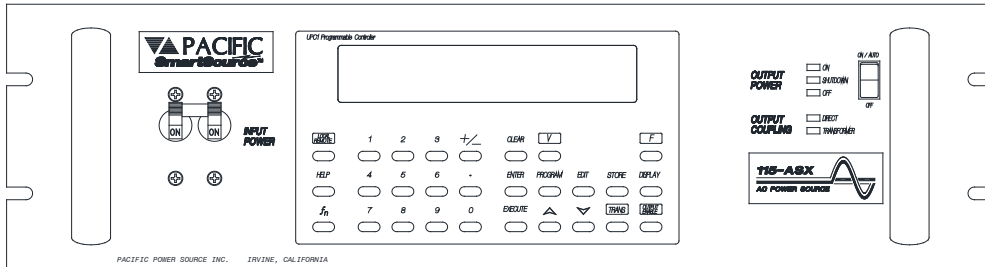 UPC1 Programmable Controller
PACIFIC
SmartSource™
ON ON
INPUT
POWER
LOCAL
REMOTE
1 2 3 +/_ CLEAR V F
HELP 4 5 6 . ENTER PROGRAM EDIT STORE DISPLAY
fn 7 8 9 0 EXECUTE TRANS OUTPUT
ENABLE
ON / AUTO
OFF
OUTPUT
POWER
ON
SHUTDOWN
OFF
OUTPUT
COUPLING
DIRECT
TRANSFORMER
115-ASX
AC POWER SOURCE
PACIFIC POWER SOURCE INC. IRVINE, CALIFORNIA